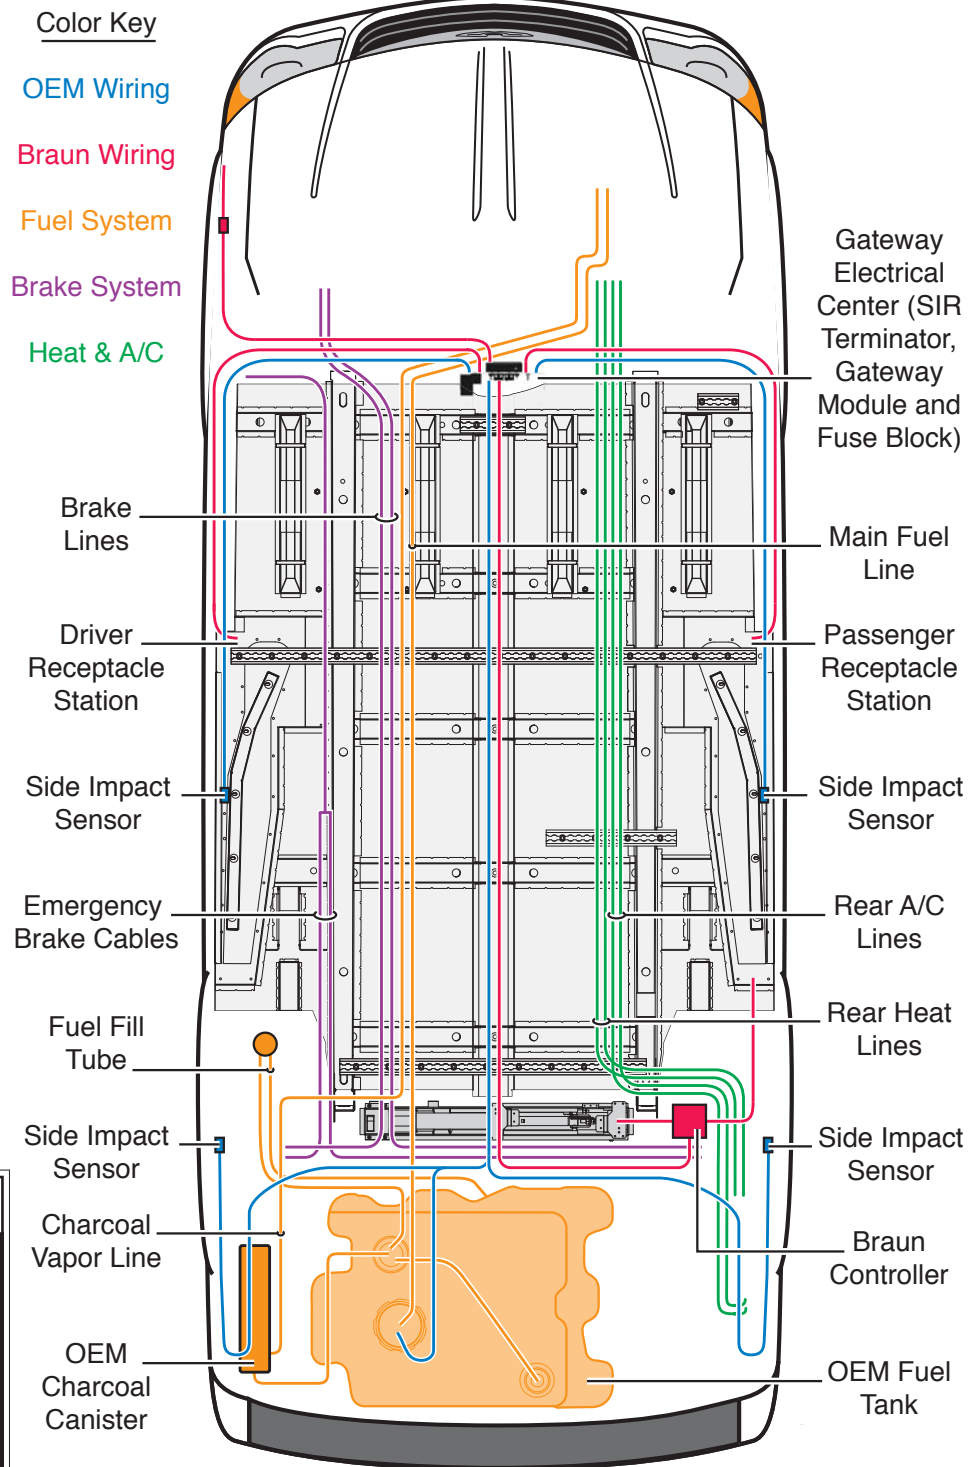 Color Key
OEM Wiring
Braun Wiring
Fuel System
Brake System
Heat & A/C
Gateway
Electrical
Center (SIR
Terminator,
Gateway
Module and
Fuse Block)
Brake
Lines
Main Fuel
Line
Driver
Receptacle
Station
Passenger
Receptacle
Station
Side Impact
Sensor
Side Impact
Sensor
Emergency
Brake Cables
Rear A/C
Lines
Fuel Fill
Tube
Rear Heat
Lines
Side Impact
Sensor
Side Impact
Sensor
Charcoal
Vapor Line
Braun
Controller
OEM
Charcoal
Canister
OEM Fuel
Tank